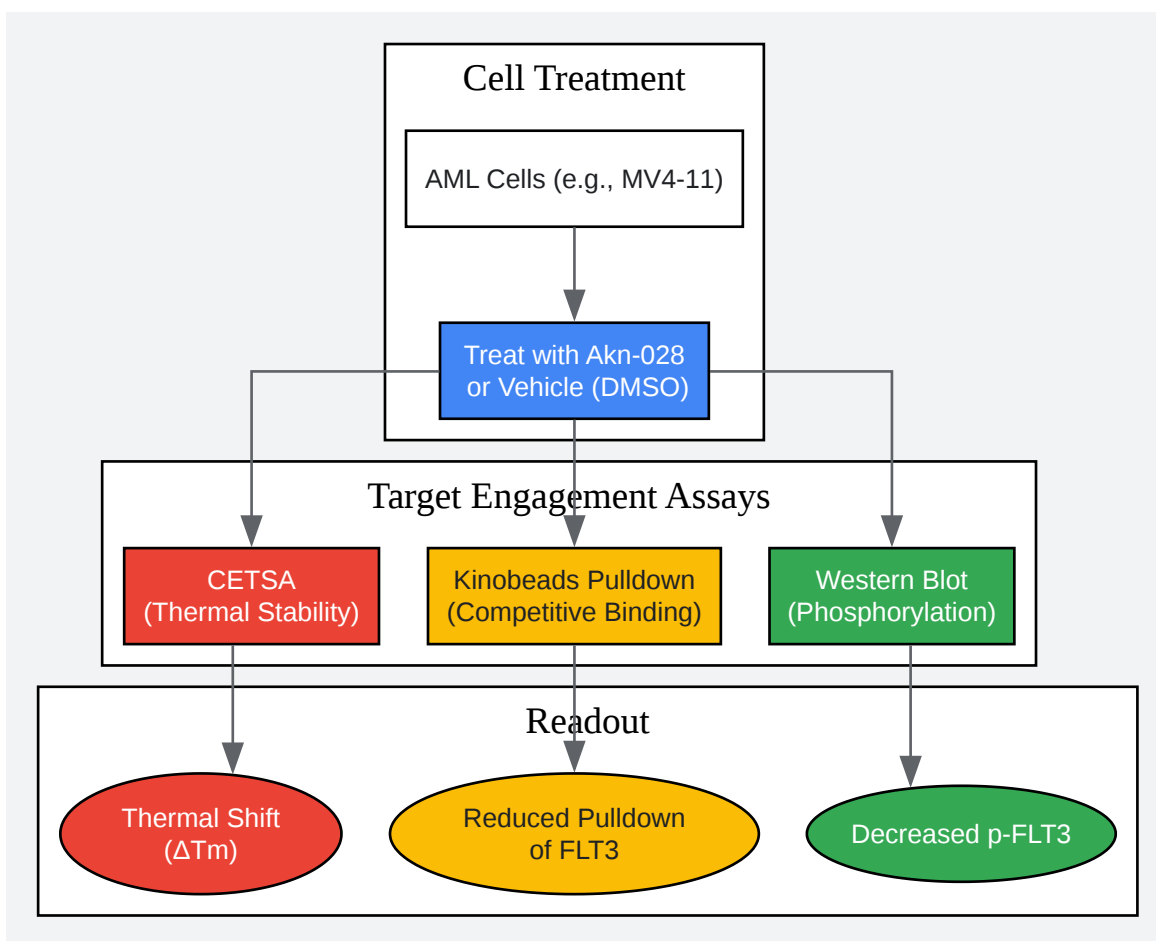 Cell Treatment
AML Cells (e.g., MV4-11)
Treat with Akn-028
or Vehicle (DMSO)
Target Engagement Assays
CETSA
(Thermal Stability)
Kinobeads Pulldown
(Competitive Binding)
Western Blot
(Phosphorylation)
Readout
Thermal Shift
(ΔTm)
Reduced Pulldown
of FLT3
Decreased p-FLT3